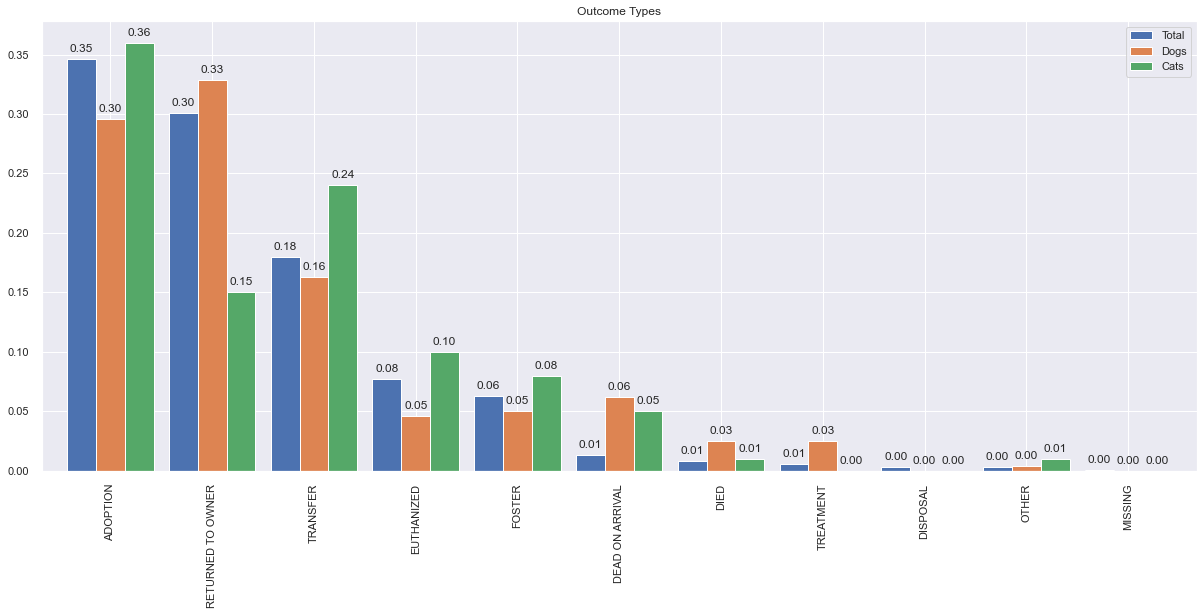 Outcome Types
Total
Dogs
Cats
0.35
0.30
0.25
0.20
0.15
0.10
0.05
0.00
0.35 0.30 0.36
0.30 0.33 0.15
0.18 0.16 0.24
0.08 0.05 0.10
0.06 0.05 0.08
0.01 0.06 0.05
0.01 0.03 0.01
0.01 0.03 0.00
0.00 0.00 0.00
0.00 0.00 0.01
0.00 0.00 0.00
ADOPTION
RETURNED TO OWNER
TRANSFER
EUTHANIZED
FOSTER
DEAD ON ARRIVAL
DIED
TREATMENT
DISPOSAL
OTHER
MISSING